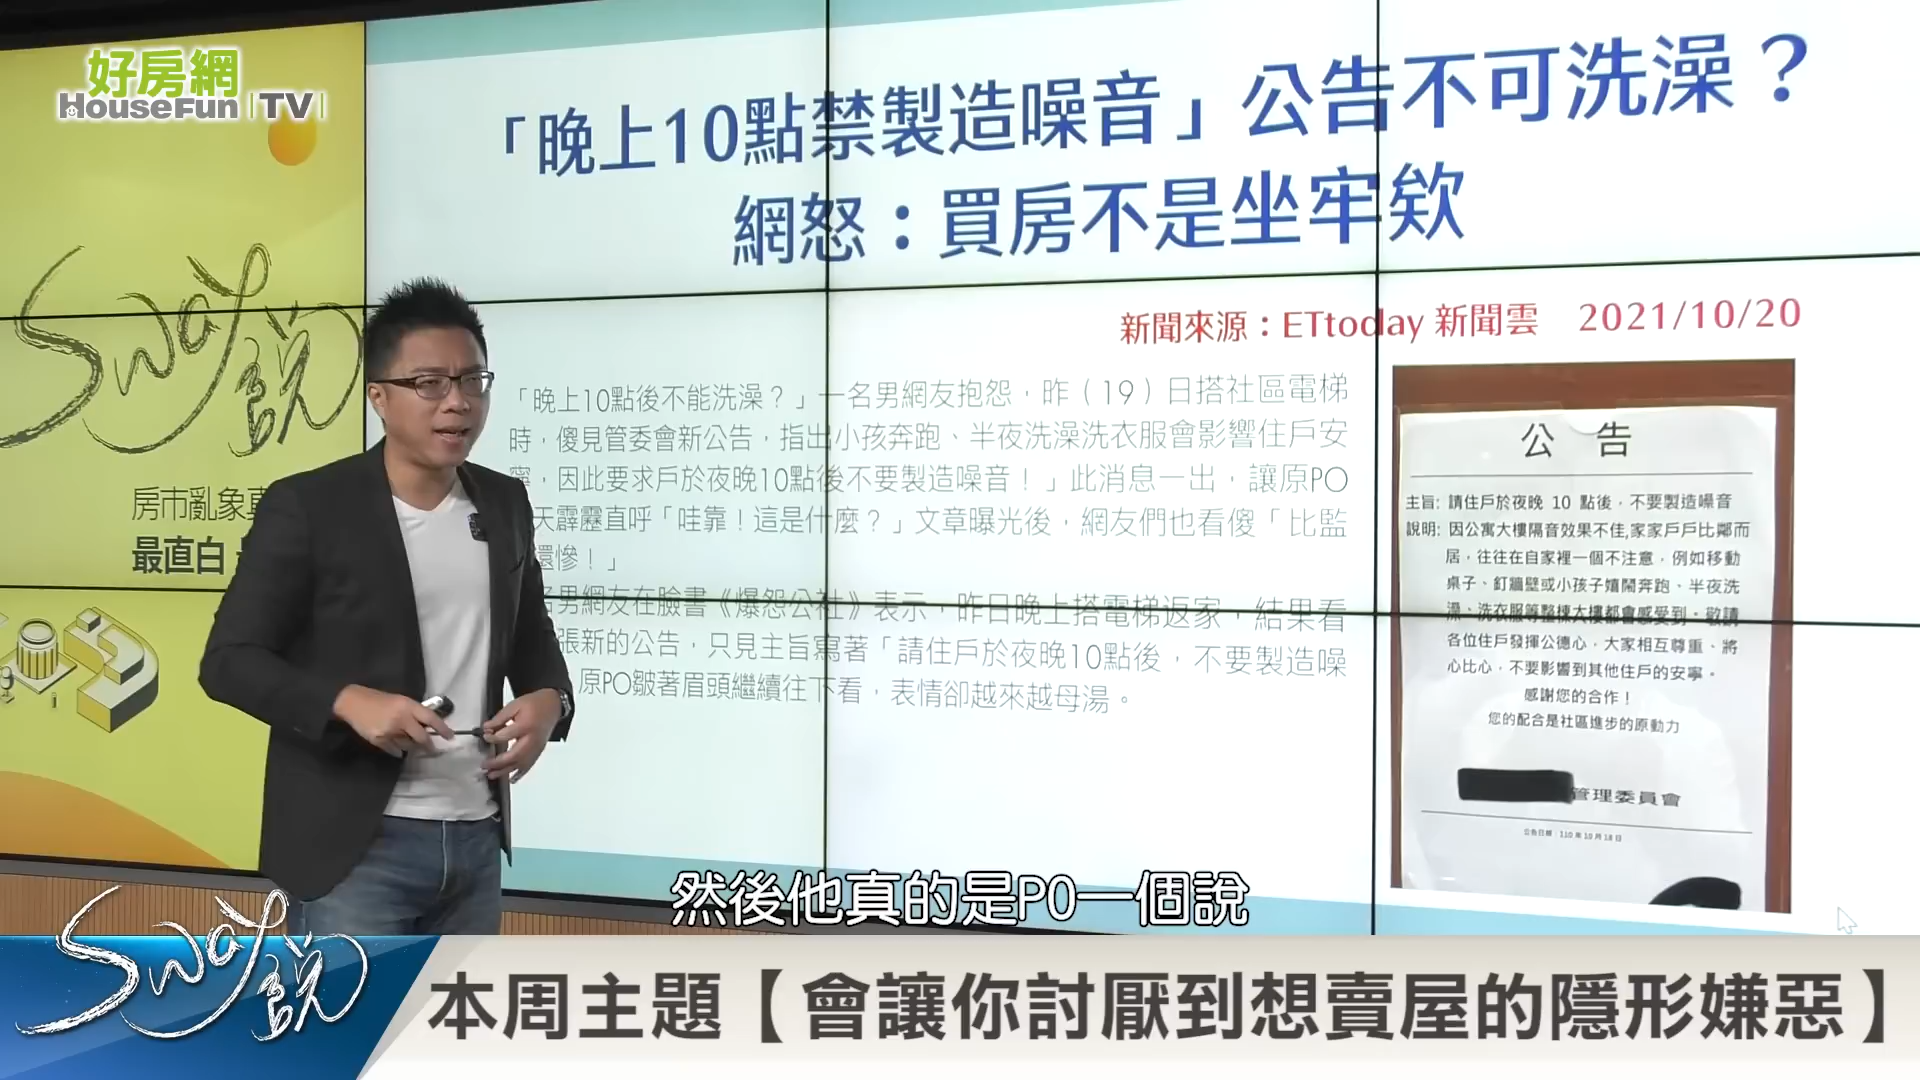 好房網
HouseFun TV
「晚上10點禁製造噪音」公告不可洗澡？
網怒：買房不是坐牢欸
新聞來源：ETtoday 新聞雲　2021/10/20
Sway說
房市亂象
最直白
「晚上10點後不能洗澡？」一名男網友抱怨，昨（19）日搭社區電梯
時，傻見管委會新公告，指出小孩奔跑、半夜洗澡洗衣服會影響住戶安
寧，因此要求戶於夜晚10點後不要製造噪音！」此消息一出，讓原PO
天霹靂直呼「哇靠！這是什麼？」文章曝光後，網友們也看傻「比監
還慘！」
名男網友在臉書《爆怨公社》表示，昨日晚上搭電梯返家，結果看
張新的公告，只見主旨寫著「請住戶於夜晚10點後，不要製造噪
原PO皺著眉頭繼續往下看，表情卻越來越母湯。
公 告
主旨: 請住戶於夜晚 10 點後，不要製造噪音
說明: 因公寓大樓隔音效果不佳,家家戶戶比鄰而
居，往往在自家裡一個不注意，例如移動
桌子、釘牆壁或小孩子嬉鬧奔跑、半夜洗
澡、洗衣服等整棟大樓都會感受到。敬請
各位住戶發揮公德心，大家相互尊重、將
心比心，不要影響到其他住戶的安寧。
感謝您的合作！
您的配合是社區進步的原動力
管理委員會
公告日期：110 年 10 月 18 日
然後他真的是PO一個說
Sway說
本周主題【會讓你討厭到想賣屋的隱形嫌惡】